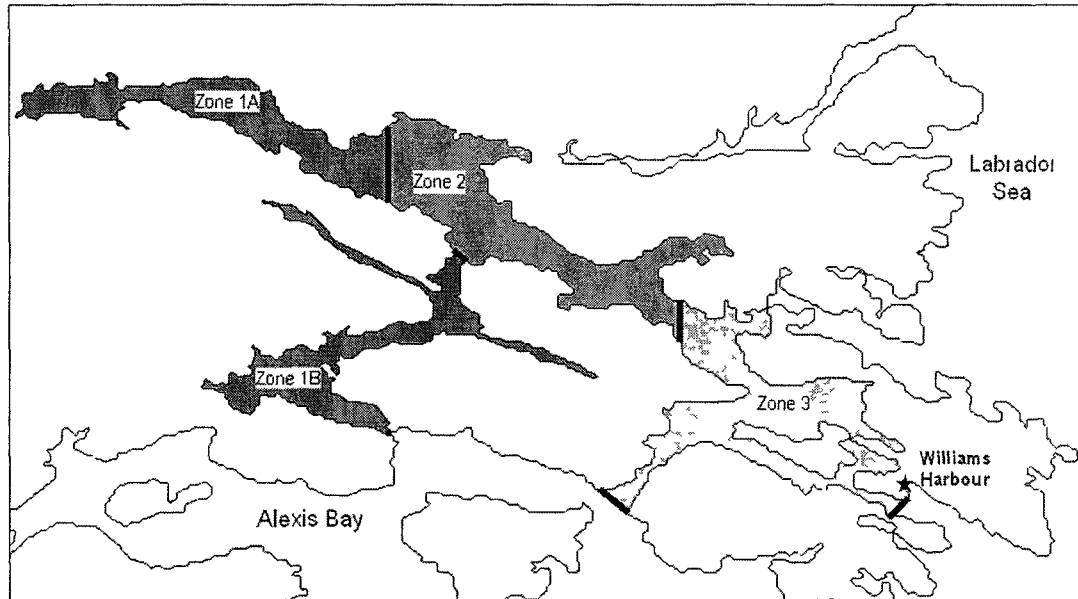 Zone 1A
Labrador
Sea
Zone 2
Zone 1B
Zone 3
Williams
Harbour
Alexis Bay